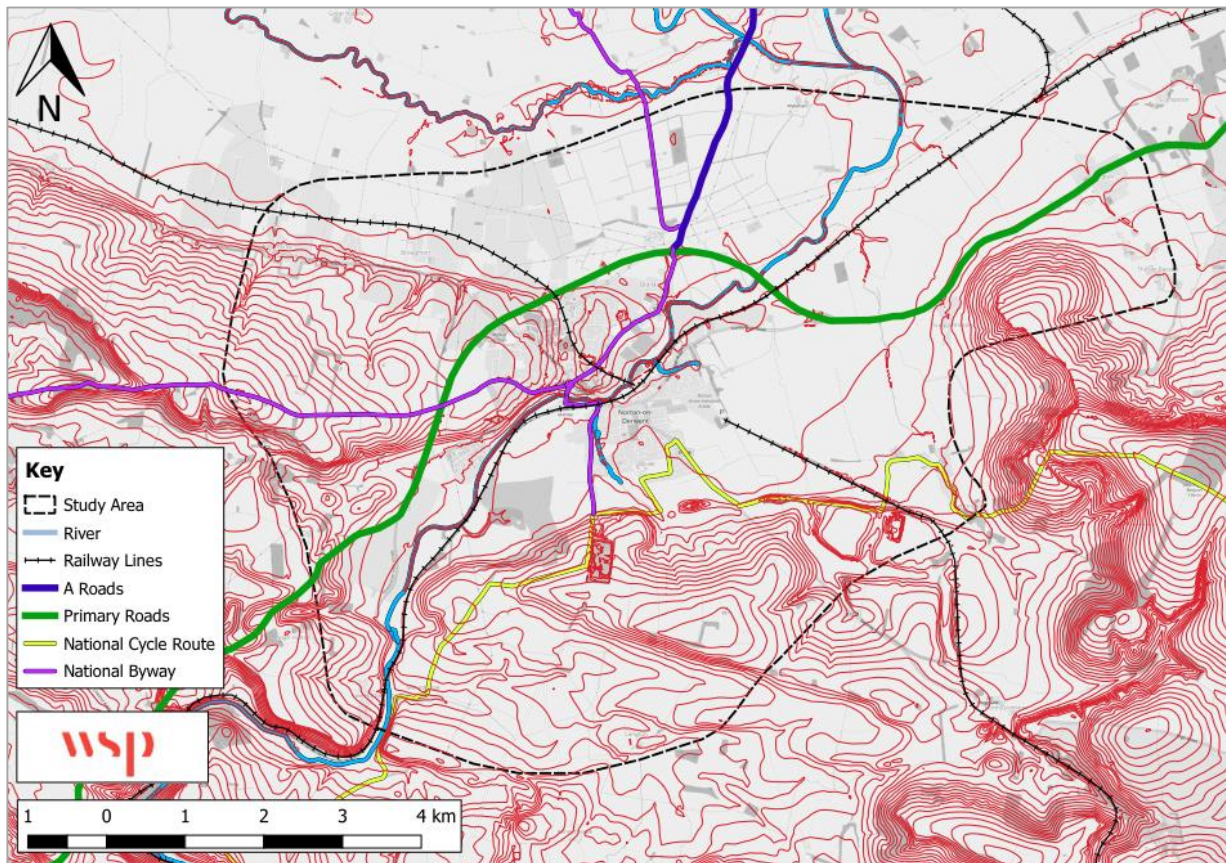 N
Norton-on-
Derwent
P
Key
Study Area
River
Railway Lines
A Roads
Primary Roads
National Cycle Route
National Byway
wsp
1 0 1 2 3 4 km